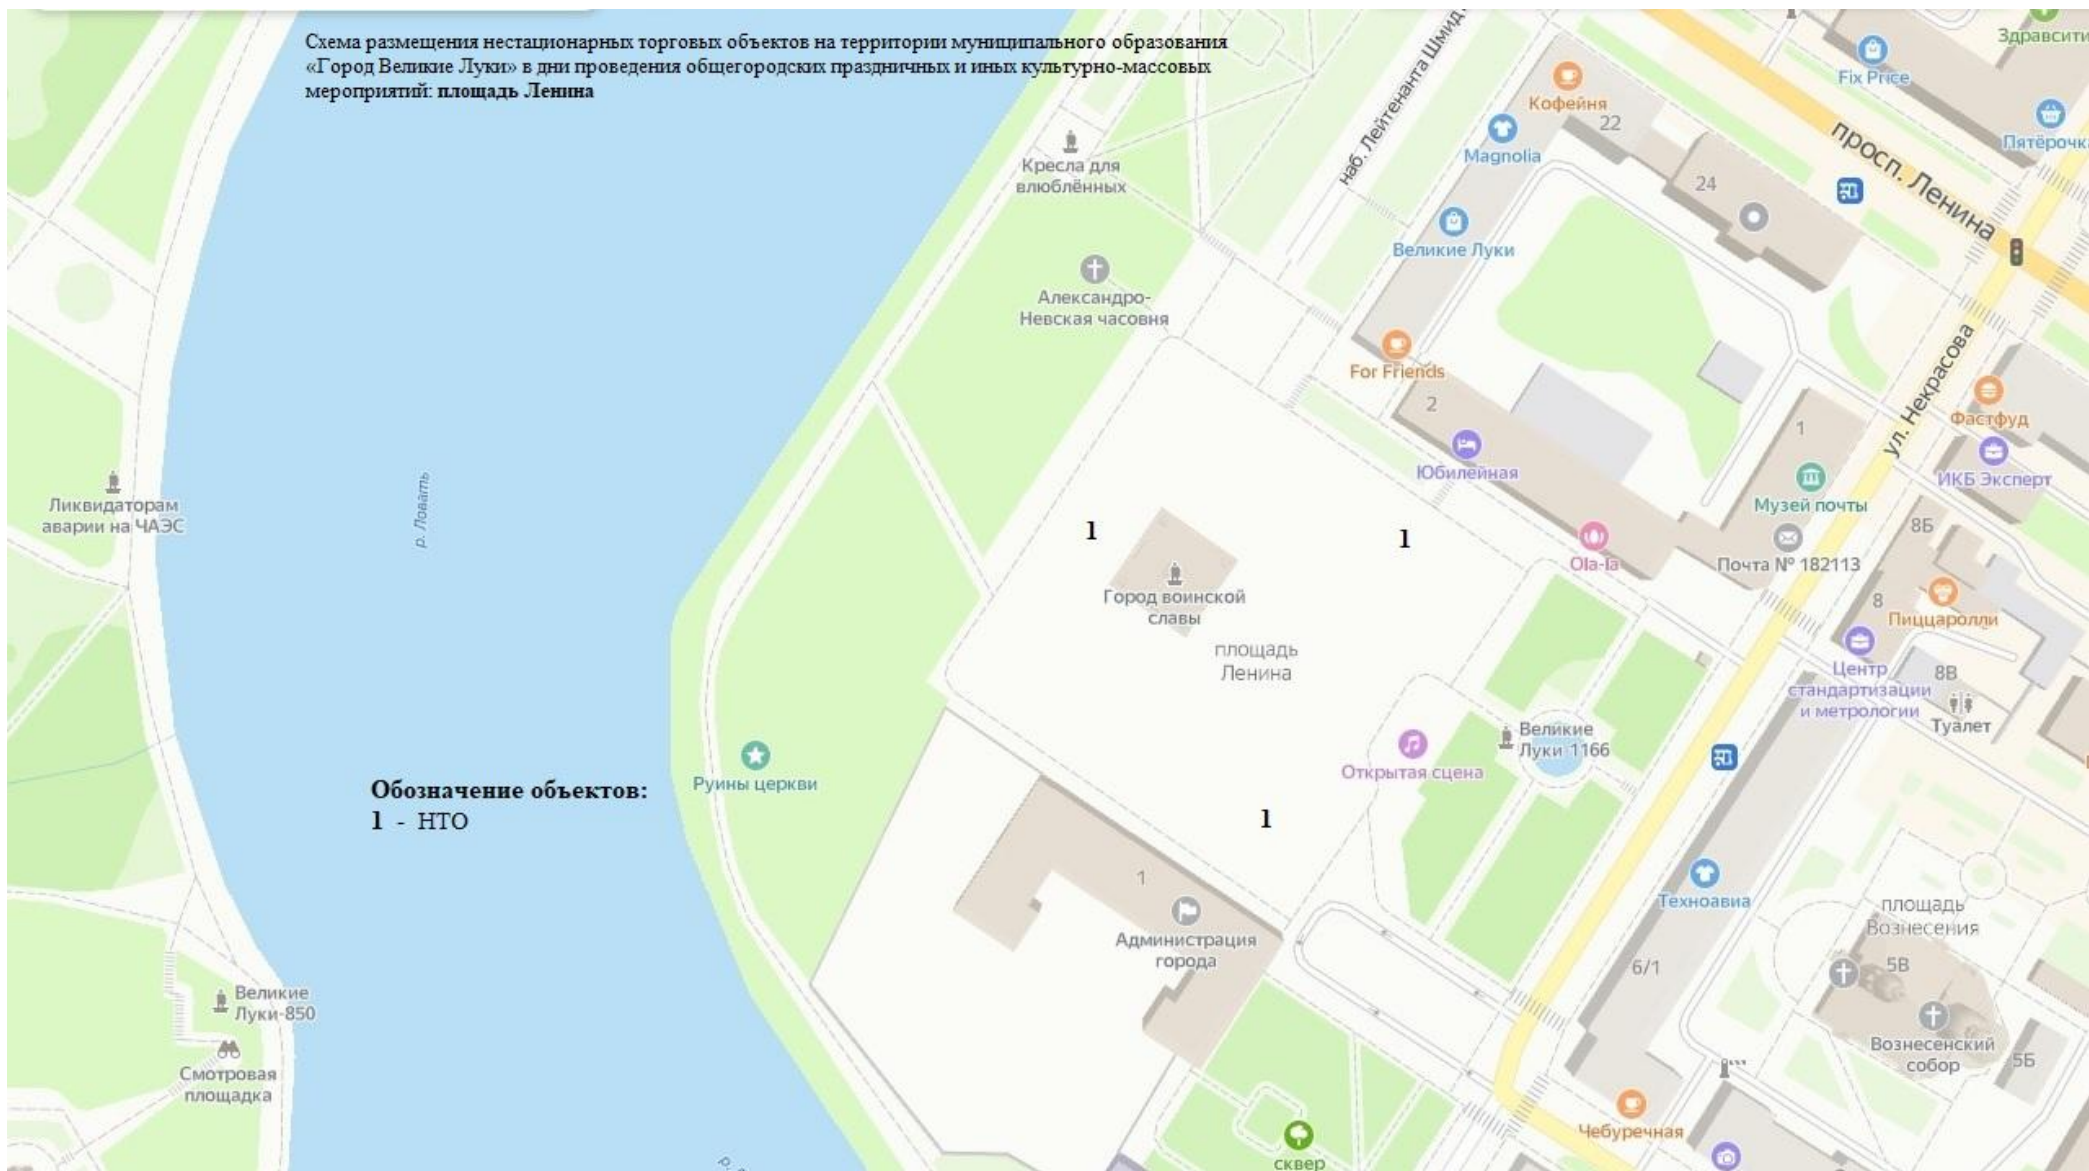 Схема размещения нестационарных торговых объектов на территории муниципального образования
«Город Великие Луки» в дни проведения общегородских праздничных и иных культурно-массовых
мероприятий: площадь Ленина
наб. Лейтенанта
Кофейня
22
Magnolia
Fix Price
Здравсити
просп. Ленина
24
Кресла для
влюблённых
Великие Луки
Александро-
Невская часовня
For Friends
2
ул. Некрасова
Фастфуд
1
Юбилейная
ИКБ Эксперт
Музей почты
Ликвидаторам
аварии на ЧАЭС
р. Ловать
1
1
8Б
Ola-la
Почта № 182113
Город воинской
славы
8
Пиццаролли
площадь
Ленина
Центр
стандартизации
и метрологии
8В
Туалет
Великие
Луки 1166
Открытая сцена
Руины церкви
Обозначение объектов:
1 - НТО
1
1
Администрация
города
Техноавиа
площадь
Вознесения
6/1
5В
Великие
Луки-850
Вознесенский
собор
5Б
Смотровая
площадка
Чебуречная
сквер